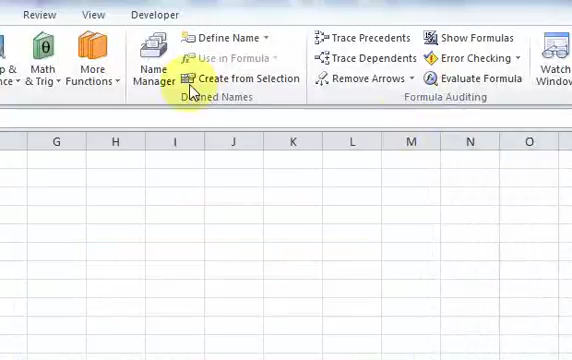 Review View Developer
Define Name Trace Precedents Show Formulas
Math Name Use in Formula Trace Dependents Error Checking Watch
& Trig More Functions Manager Create from Selection Remove Arrows Evaluate Formula
Defined Names Formula Auditing
G H I J K L M N O